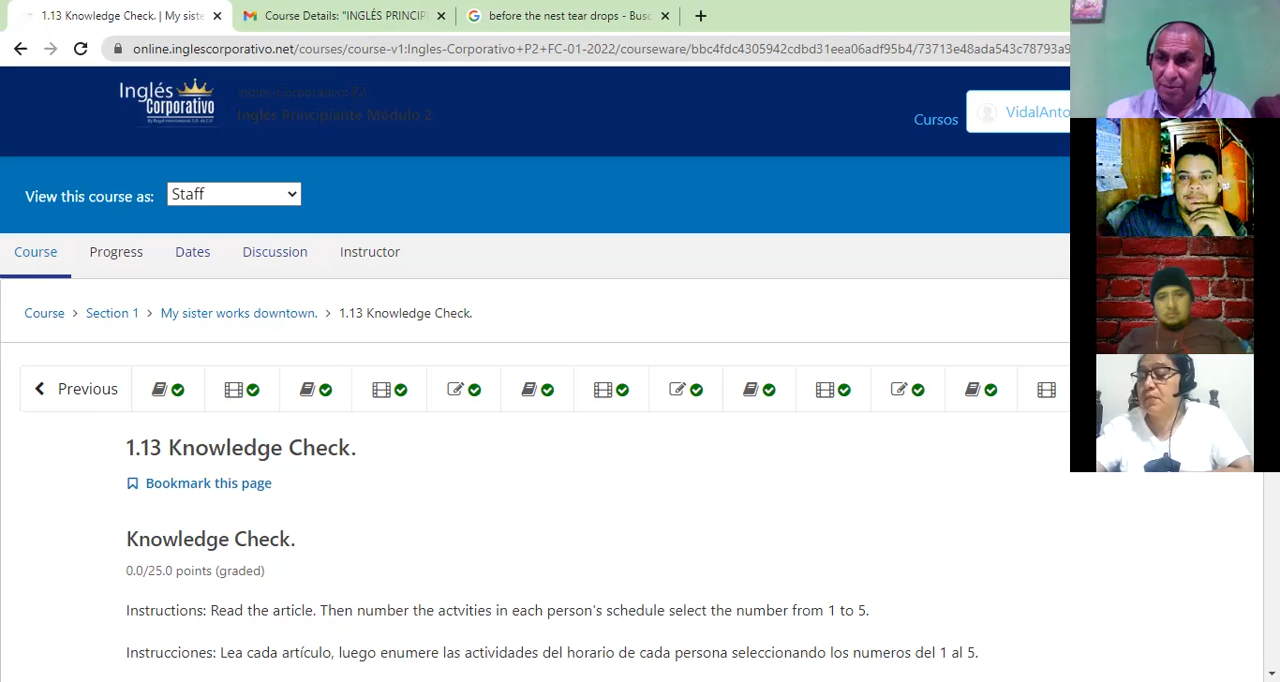 1.13 Knowledge Check. | My siste
Course Details: "INGLÉS PRINCIPI
before the nest tear drops - Busc
online.inglescorporativo.net/courses/course-v1:Ingles-Corporativo+P2+FC-01-2022/courseware/bbc4fdc4305942cdbd31eea06adf95b4/73713e48ada543c78793a9
Inglés
Corporativo
Ingles-Corporativo: P2
Inglés Principiante Módulo 2
Cursos
VidalAnto
View this course as:
Staff
Course
Progress
Dates
Discussion
Instructor
Course > Section 1 > My sister works downtown. > 1.13 Knowledge Check.
Previous
1.13 Knowledge Check.
Bookmark this page
Knowledge Check.
0.0/25.0 points (graded)
Instructions: Read the article. Then number the actvities in each person's schedule select the number from 1 to 5.
Instrucciones: Lea cada artículo, luego enumere las actividades del horario de cada persona seleccionando los numeros del 1 al 5.